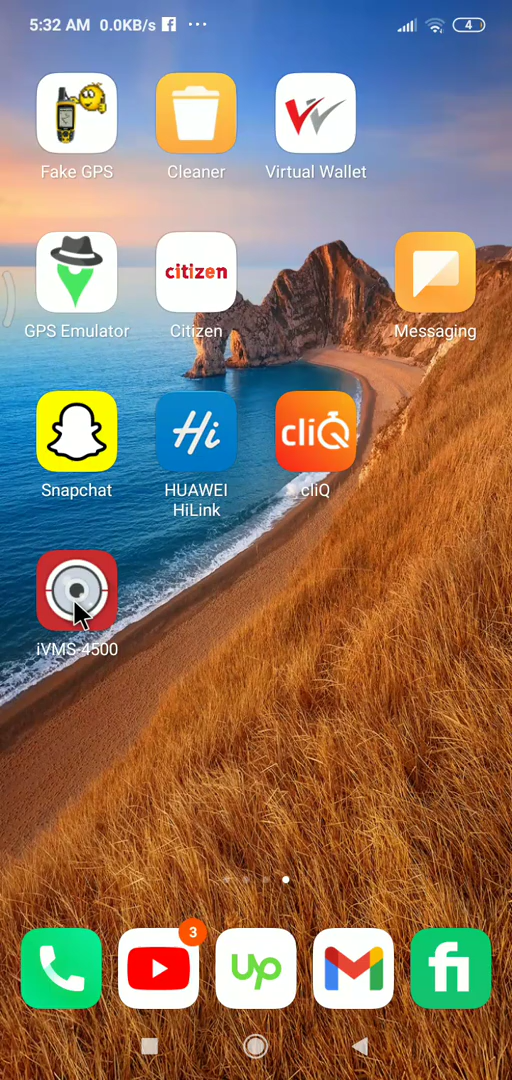 5:32 AM 0.0KB/s f ... 4
Fake GPS Cleaner Virtual Wallet
citizen
GPS Emulator Citizen Messaging
Hi cliQ
Snapchat HUAWEI HiLink cliQ
iVMS-4500
3
up fi